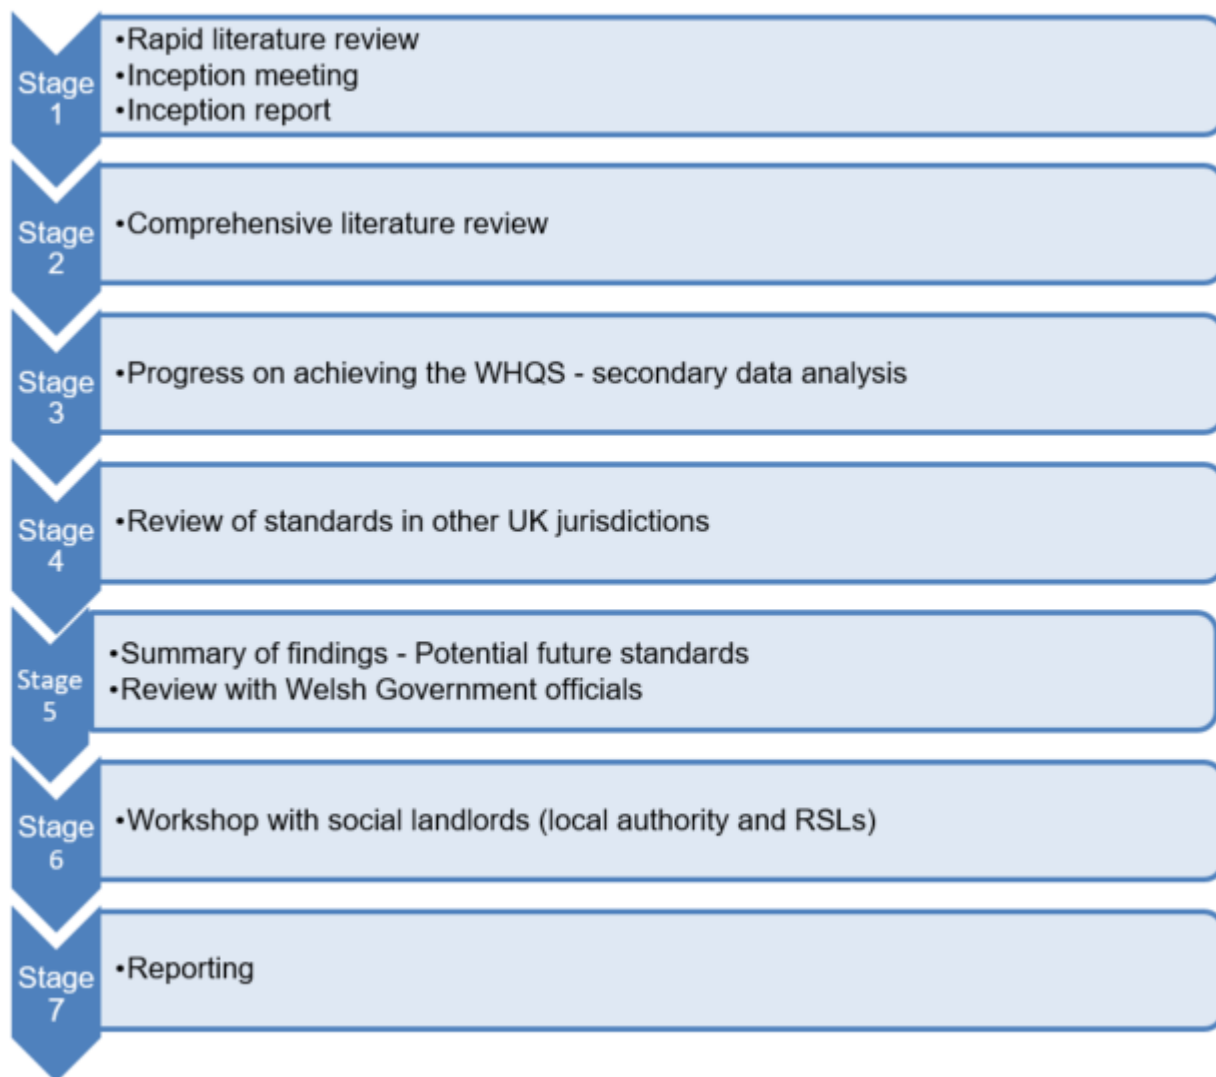 Stage
1
•Rapid literature review
•Inception meeting
•Inception report
Stage
2
•Comprehensive literature review
Stage
3
•Progress on achieving the WHQS - secondary data analysis
Stage
4
•Review of standards in other UK jurisdictions
Stage
5
•Summary of findings - Potential future standards
•Review with Welsh Government officials
Stage
6
•Workshop with social landlords (local authority and RSLs)
Stage
7
•Reporting